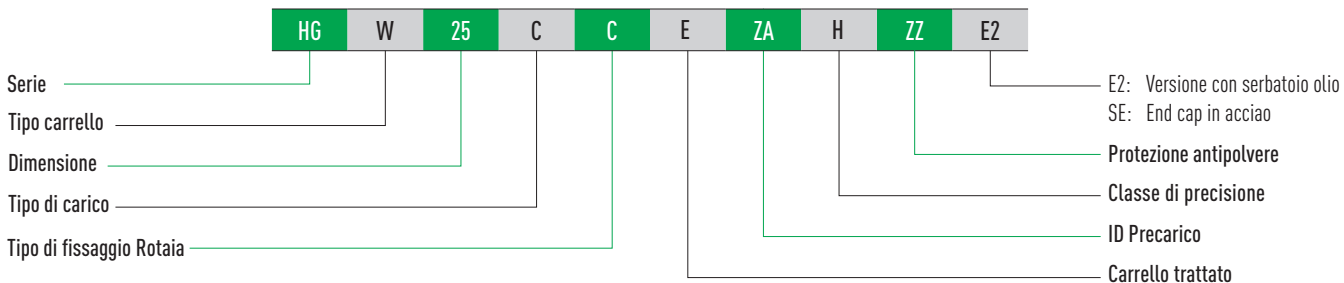 HG W 25 C C E ZA H ZZ E2
Serie
Tipo carrello
Dimensione
Tipo di carico
Tipo di fissaggio Rotaia
E2: Versione con serbatoio olio
SE: End cap in acciao
Protezione antipolvere
Classe di precisione
ID Precarico
Carrello trattato